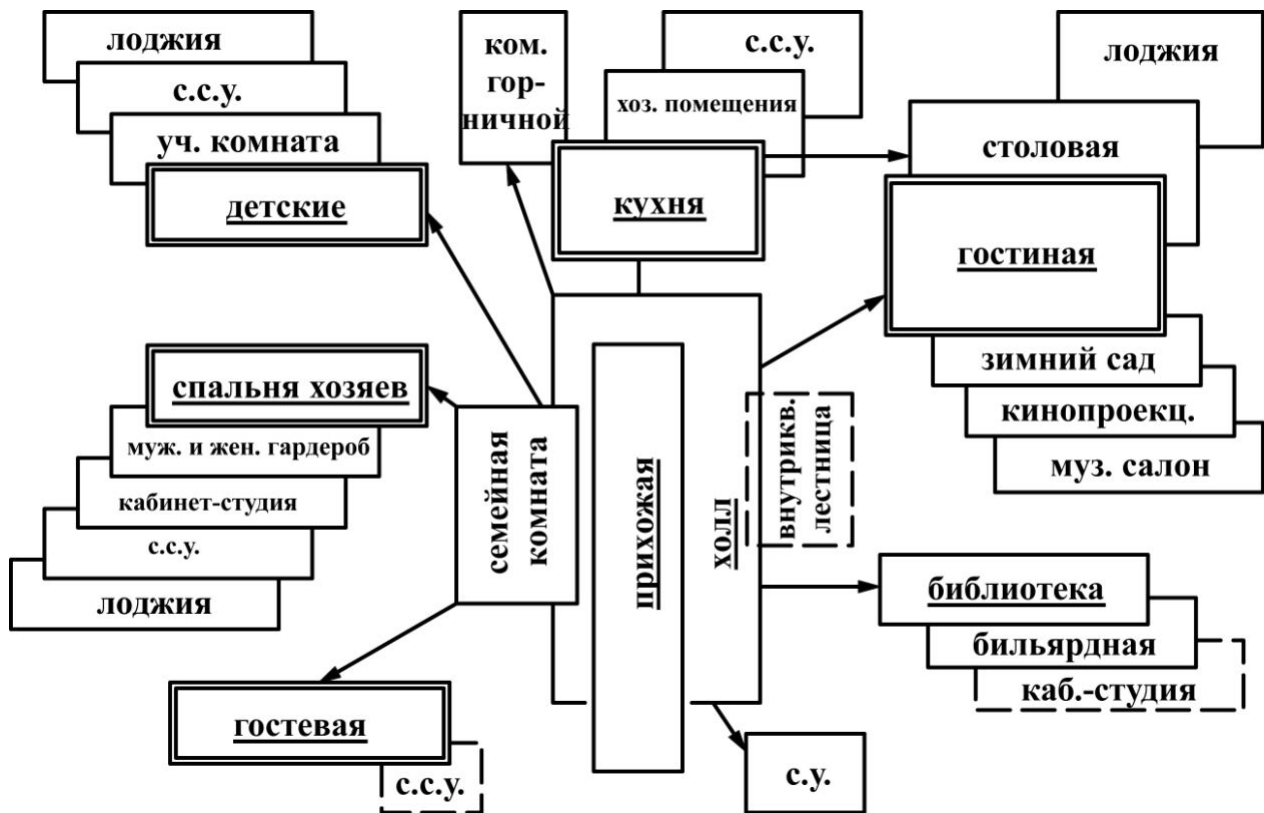 лоджия
с.с.у.
уч. комната
детские
ком.
гор-
ничной
с.с.у.
хоз. помещения
кухня
лоджия
столовая
гостиная
зимний сад
кинопроекц.
муз. салон
спальня хозяев
муж. и жен. гардероб
кабинет-студия
с.с.у.
лоджия
семейная
комната
прихожая
холл
внутрикв.
лестница
библиотека
бильярдная
каб.-студия
гостевая
с.с.у.
с.у.